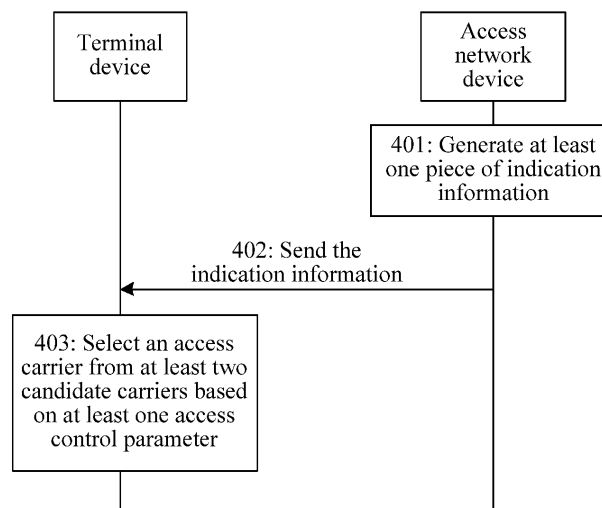 Terminal
device
Access
network
device
401: Generate at least
one piece of indication
information
402: Send the
indication information
403: Select an access
carrier from at least two
candidate carriers based
on at least one access
control parameter